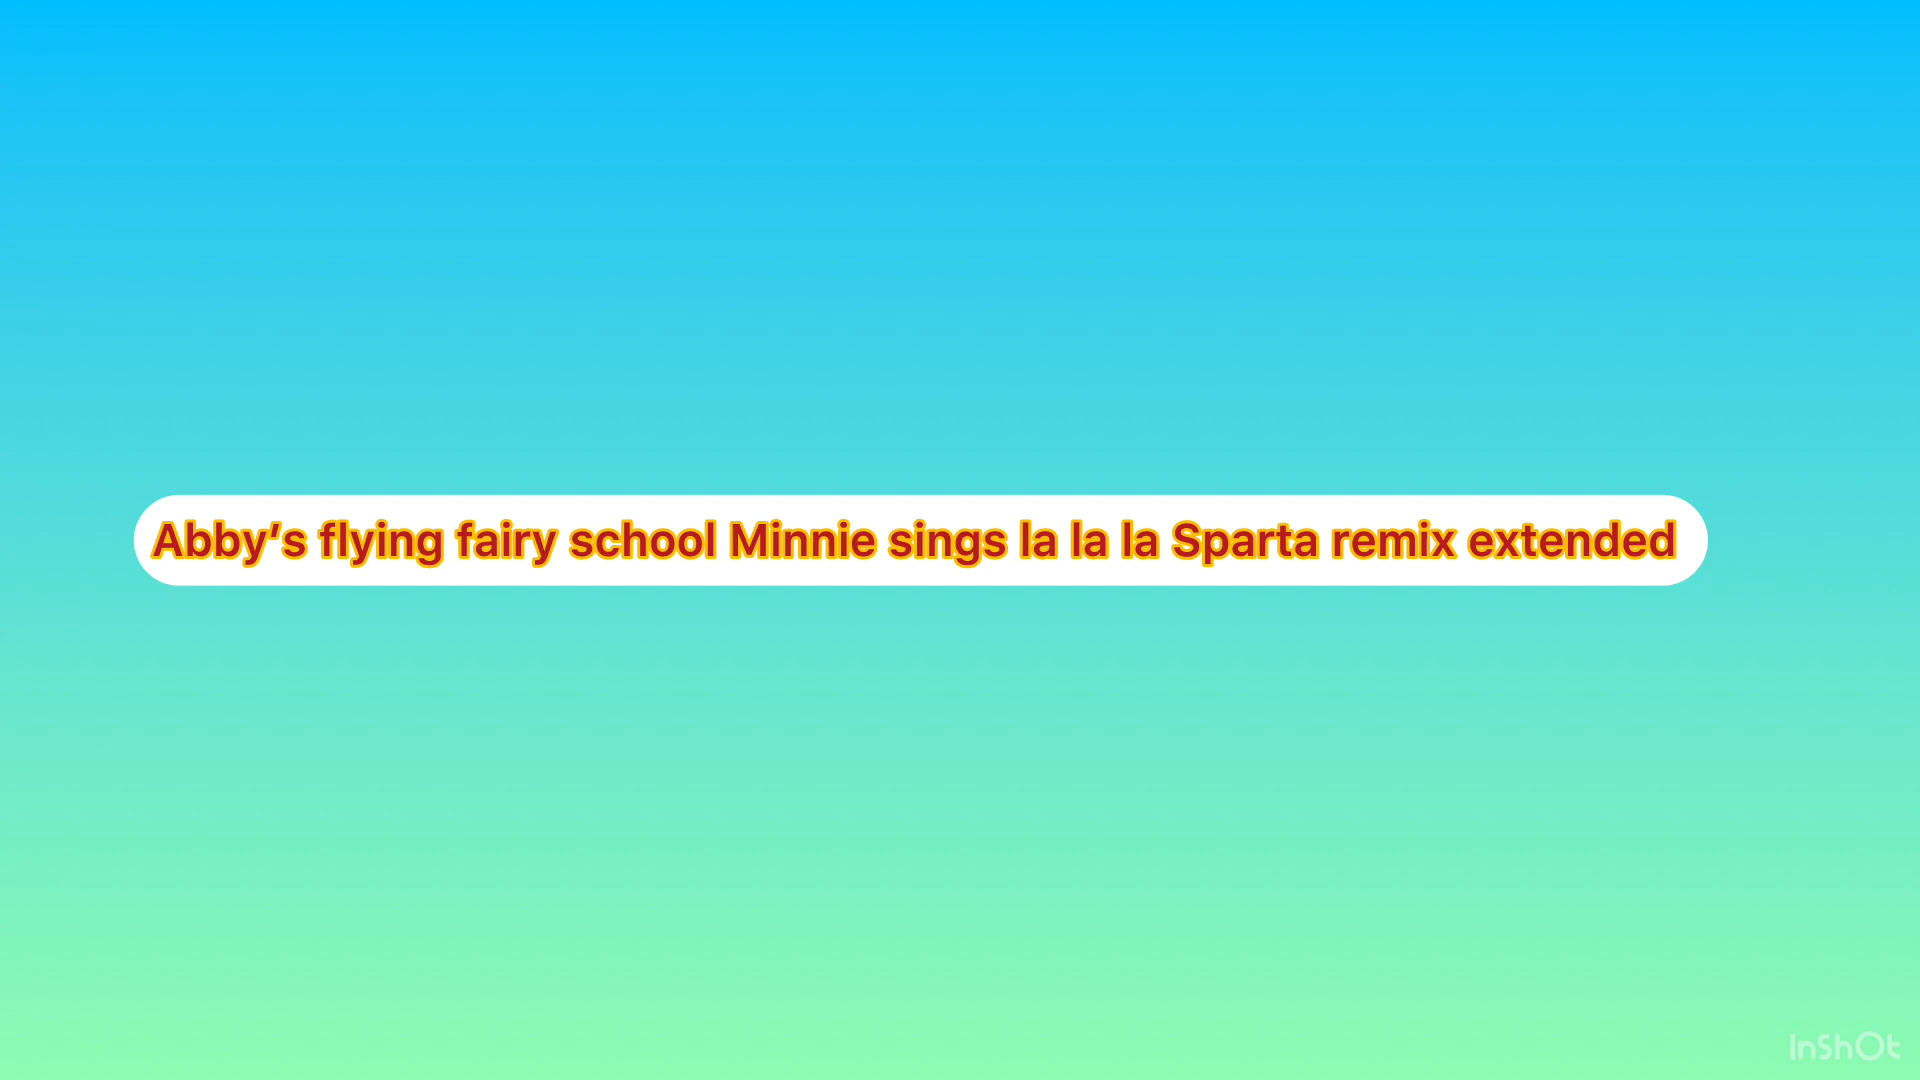 Abby’s flying fairy school Minnie sings la la la Sparta remix extended
InShOt